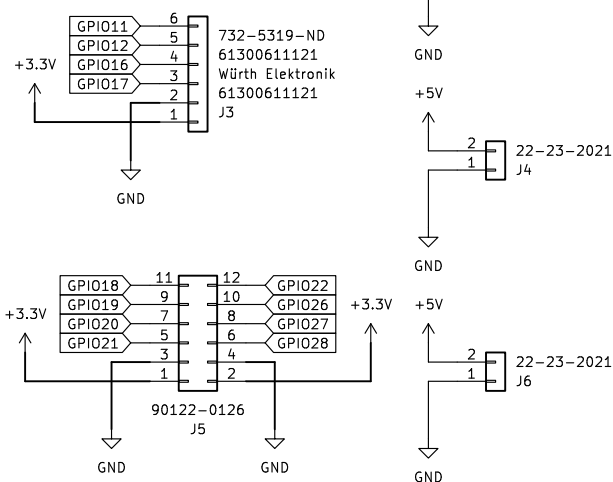 GPIO11 6
GPIO12 5
GPIO16 4
GPIO17 3
2
1
+3.3V
GND
732-5319-ND
61300611121
Würth Elektronik
61300611121
J3
GND
+5V
2
1
22-23-2021
J4
GND
GPIO18 11 12 GPIO22
GPIO19 9 10 GPIO26
GPIO20 7 8 GPIO27
GPIO21 5 6 GPIO28
3 4
1 2
+3.3V
+3.3V
90122-0126
J5
GND
GND
+5V
2
1
22-23-2021
J6
GND